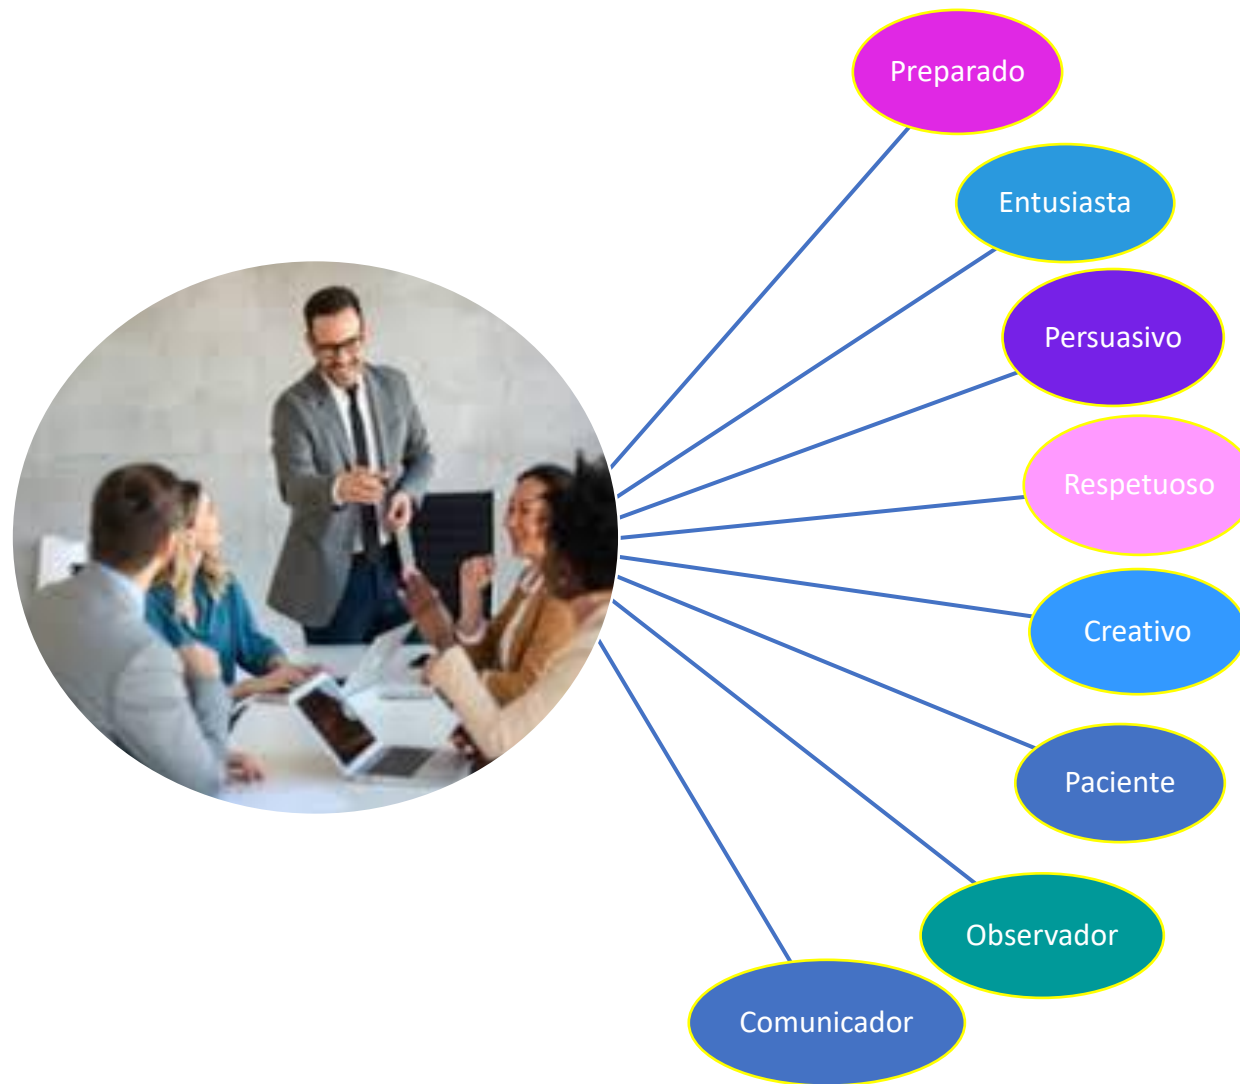 Preparado
Entusiasta
Persuasivo
Respetuoso
Creativo
Paciente
Observador
Comunicador